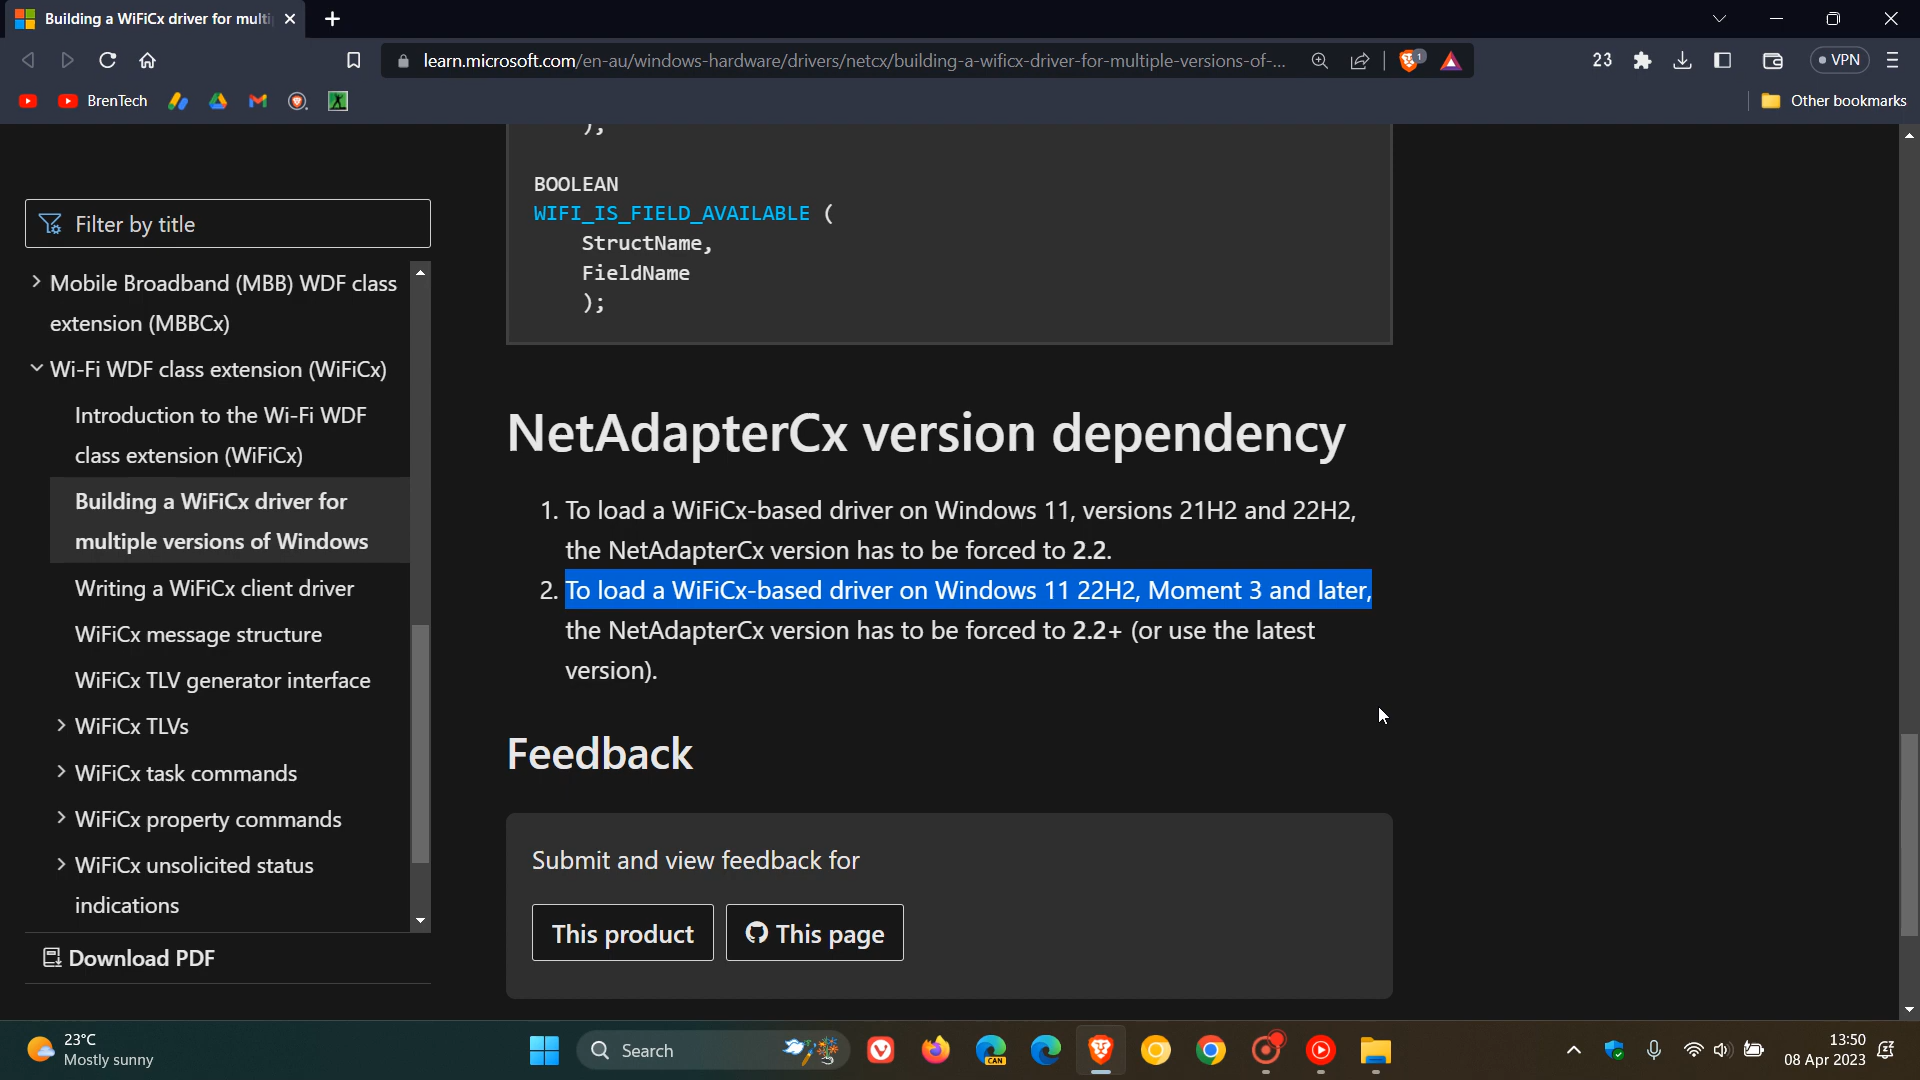 Building a WiFiCx driver for multi
learn.microsoft.com/en-au/windows-hardware/drivers/netcx/building-a-wificx-driver-for-multiple-versions-of-...
1
23
VPN
BrenTech
Other bookmarks
);
BOOLEAN
WIFI_IS_FIELD_AVAILABLE (
StructName,
FieldName
);
Filter by title
Mobile Broadband (MBB) WDF class
extension (MBBCx)
Wi-Fi WDF class extension (WiFiCx)
Introduction to the Wi-Fi WDF
class extension (WiFiCx)
Building a WiFiCx driver for
multiple versions of Windows
Writing a WiFiCx client driver
WiFiCx message structure
WiFiCx TLV generator interface
WiFiCx TLVs
WiFiCx task commands
WiFiCx property commands
WiFiCx unsolicited status
indications
Download PDF
NetAdapterCx version dependency
1. To load a WiFiCx-based driver on Windows 11, versions 21H2 and 22H2,
the NetAdapterCx version has to be forced to 2.2.
2. To load a WiFiCx-based driver on Windows 11 22H2, Moment 3 and later,
the NetAdapterCx version has to be forced to 2.2+ (or use the latest
version).
Feedback
Submit and view feedback for
This product
This page
23°C
Mostly sunny
Search
CAN
13:50
08 Apr 2023